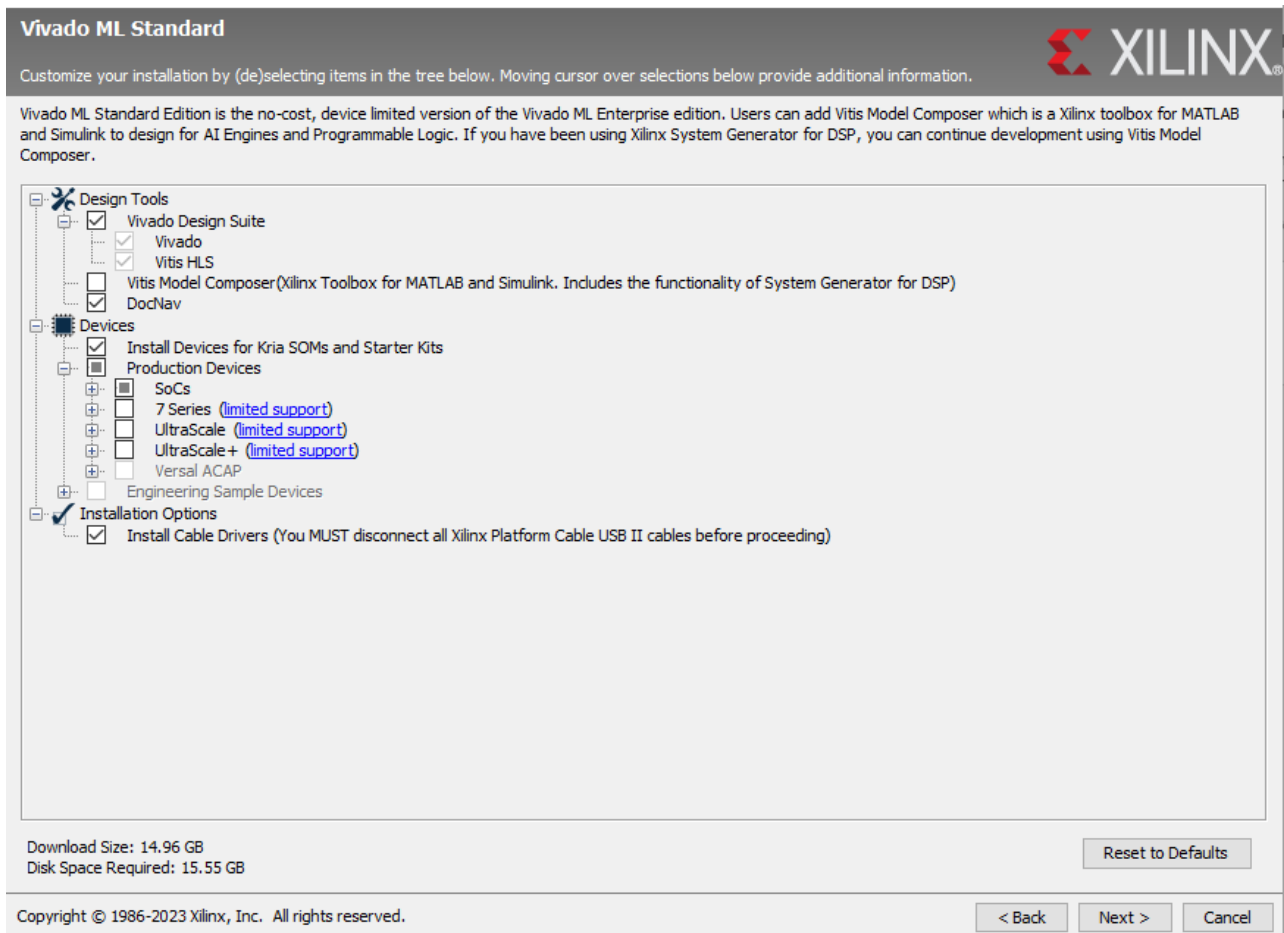 Vivado ML Standard
XILINX®
Customize your installation by (de)selecting items in the tree below. Moving cursor over selections below provide additional information.
Vivado ML Standard Edition is the no-cost, device limited version of the Vivado ML Enterprise edition. Users can add Vitis Model Composer which is a Xilinx toolbox for MATLAB
and Simulink to design for AI Engines and Programmable Logic. If you have been using Xilinx System Generator for DSP, you can continue development using Vitis Model
Composer.
Design Tools
Vivado Design Suite
Vivado
Vitis HLS
Vitis Model Composer(Xilinx Toolbox for MATLAB and Simulink. Includes the functionality of System Generator for DSP)
DocNav
Devices
Install Devices for Kria SOMs and Starter Kits
Production Devices
SoCs
7 Series (limited support)
UltraScale (limited support)
UltraScale+ (limited support)
Versal ACAP
Engineering Sample Devices
Installation Options
Install Cable Drivers (You MUST disconnect all Xilinx Platform Cable USB II cables before proceeding)
Download Size: 14.96 GB
Disk Space Required: 15.55 GB
Reset to Defaults
Copyright © 1986-2023 Xilinx, Inc. All rights reserved.
< Back Next > Cancel